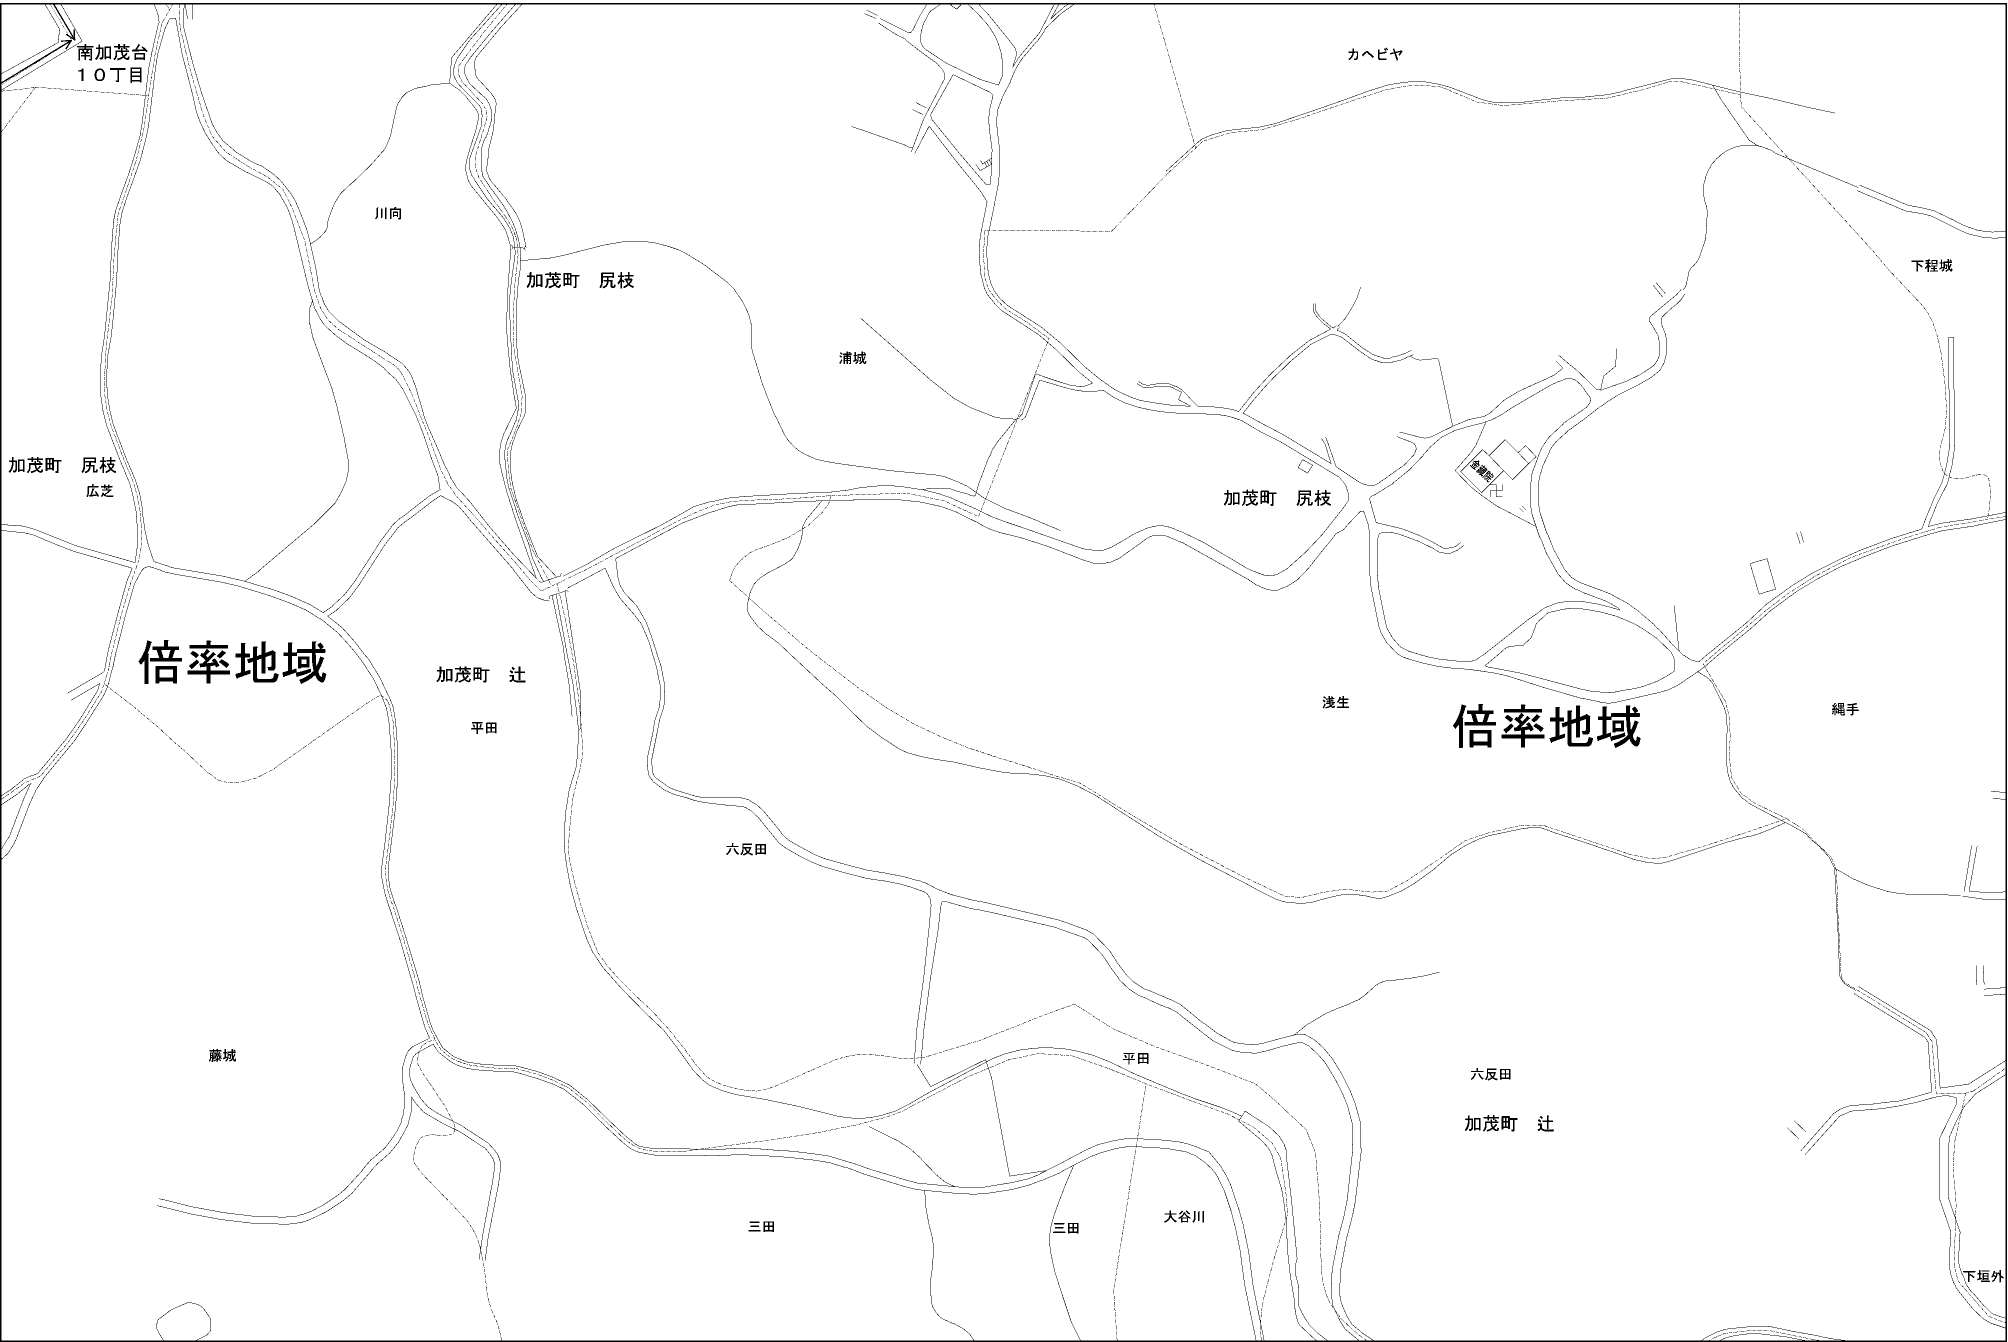 南加茂台
１０丁目
カヘビヤ
川向
下程城
加茂町　尻枝
浦城
加茂町　尻枝
広芝
金蔵院
加茂町　尻枝
倍率地域
加茂町　辻
平田
浅生
倍率地域
縄手
六反田
藤城
平田
六反田
加茂町　辻
三田
三田
大谷川
下垣外